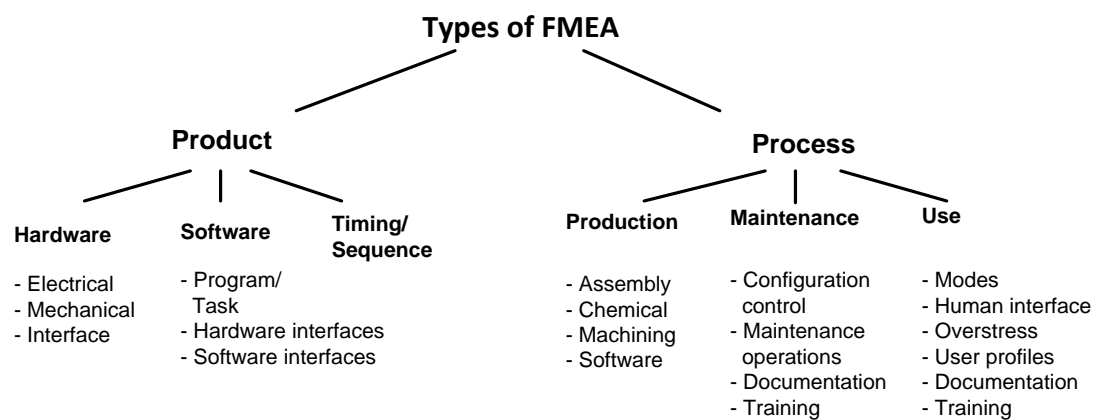 Types of FMEA
Product
Process
Hardware
- Electrical
- Mechanical
- Interface
Software
- Program/
Task
- Hardware interfaces
- Software interfaces
Timing/
Sequence
Production
- Assembly
- Chemical
- Machining
- Software
Maintenance
- Configuration
control
- Maintenance
operations
- Documentation
- Training
Use
- Modes
- Human interface
- Overstress
- User profiles
- Documentation
- Training